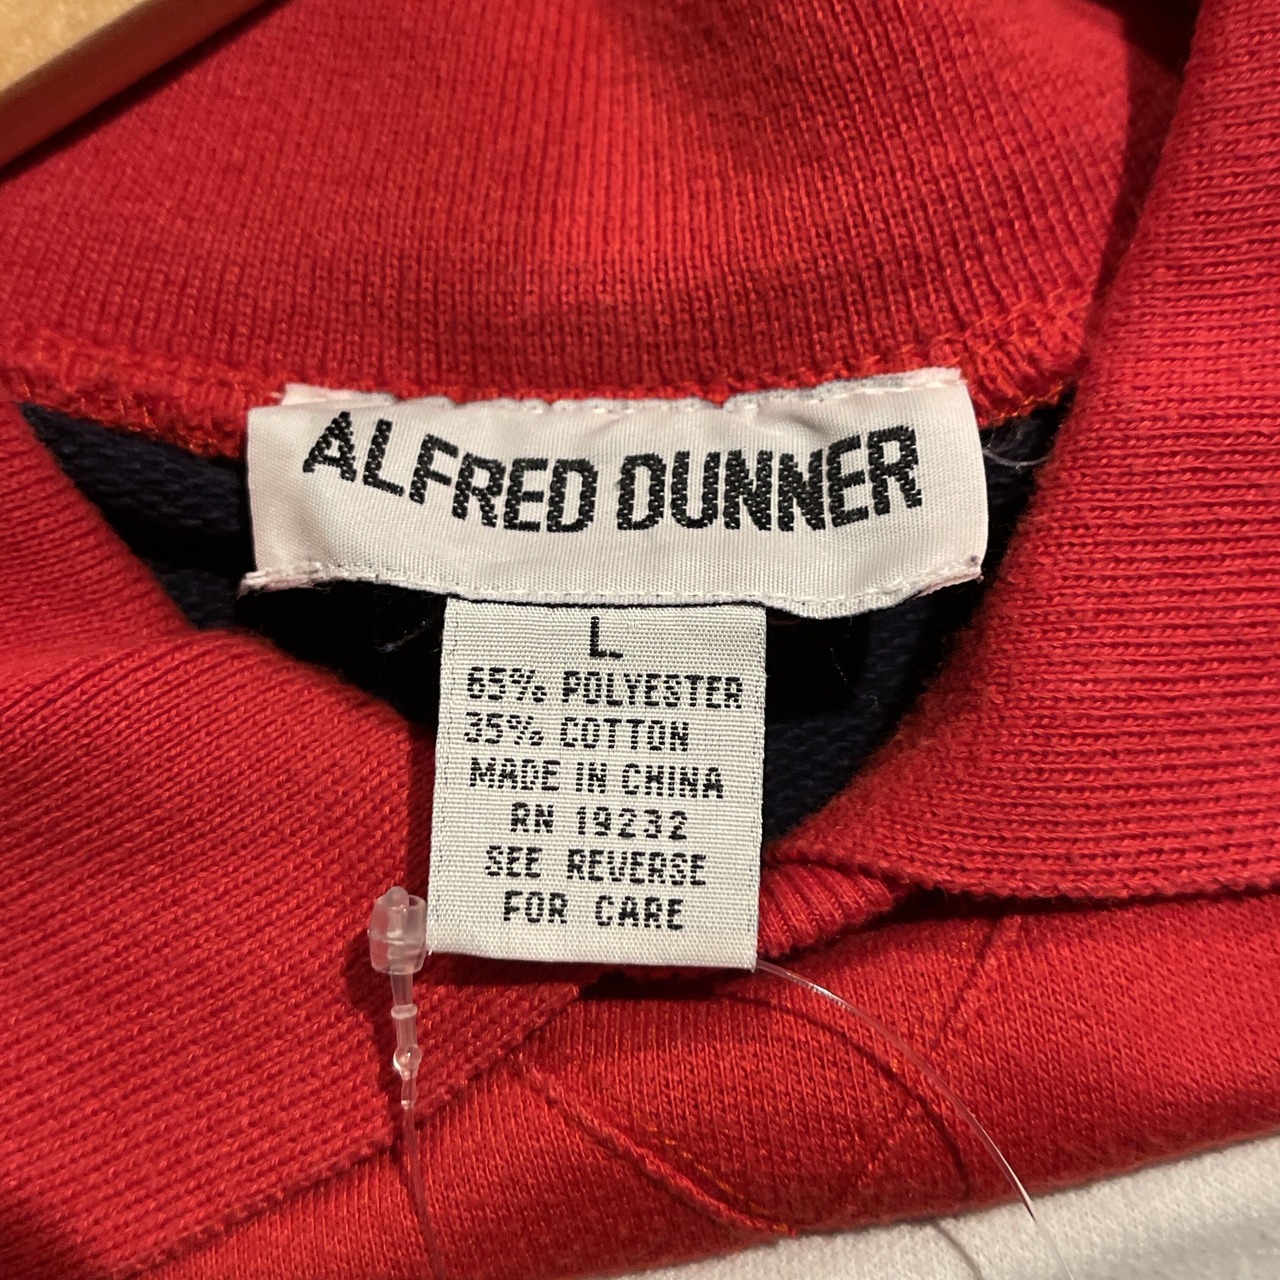 ALFRED DUNNER
L
65% POLYESTER
35% COTTON
MADE IN CHINA
RN 19232
SEE REVERSE
FOR CARE